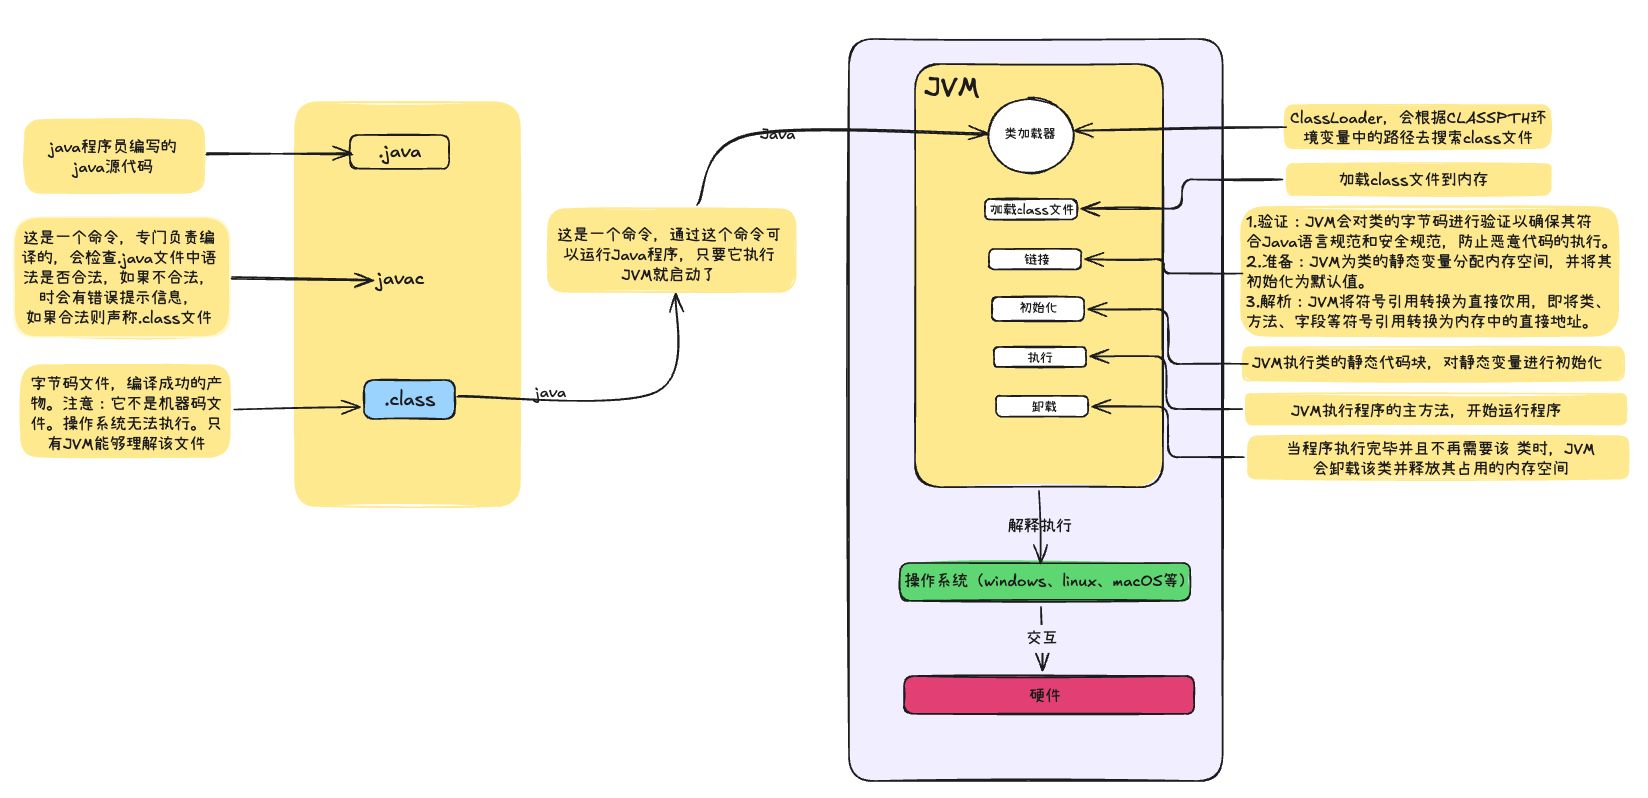 java程序员编写的
java源代码
这是一个命令，专门负责编
译的，会检查.java文件中语
法是否合法，如果不合法，
时会有错误提示信息，
如果合法则声称.class文件
字节码文件，编译成功的产
物。注意：它不是机器码文
件。操作系统无法执行。只
有JVM能够理解该文件
.java
javac
.class
java
这是一个命令，通过这个命令可
以运行Java程序，只要它执行
JVM就启动了
Java
JVM
类加载器
加载class文件
链接
初始化
执行
卸载
解释执行
操作系统（windows、linux、macOS等）
交互
硬件
ClassLoader，会根据CLASSPTH环
境变量中的路径去搜索class文件
加载class文件到内存
1.验证：JVM会对类的字节码进行验证以确保其符
合Java语言规范和安全规范，防止恶意代码的执行。
2.准备：JVM为类的静态变量分配内存空间，并将其
初始化为默认值。
3.解析：JVM将符号引用转换为直接饮用，即将类、
方法、字段等符号引用转换为内存中的直接地址。
JVM执行类的静态代码块，对静态变量进行初始化
JVM执行程序的主方法，开始运行程序
当程序执行完毕并且不再需要该 类时，JVM
会卸载该类并释放其占用的内存空间